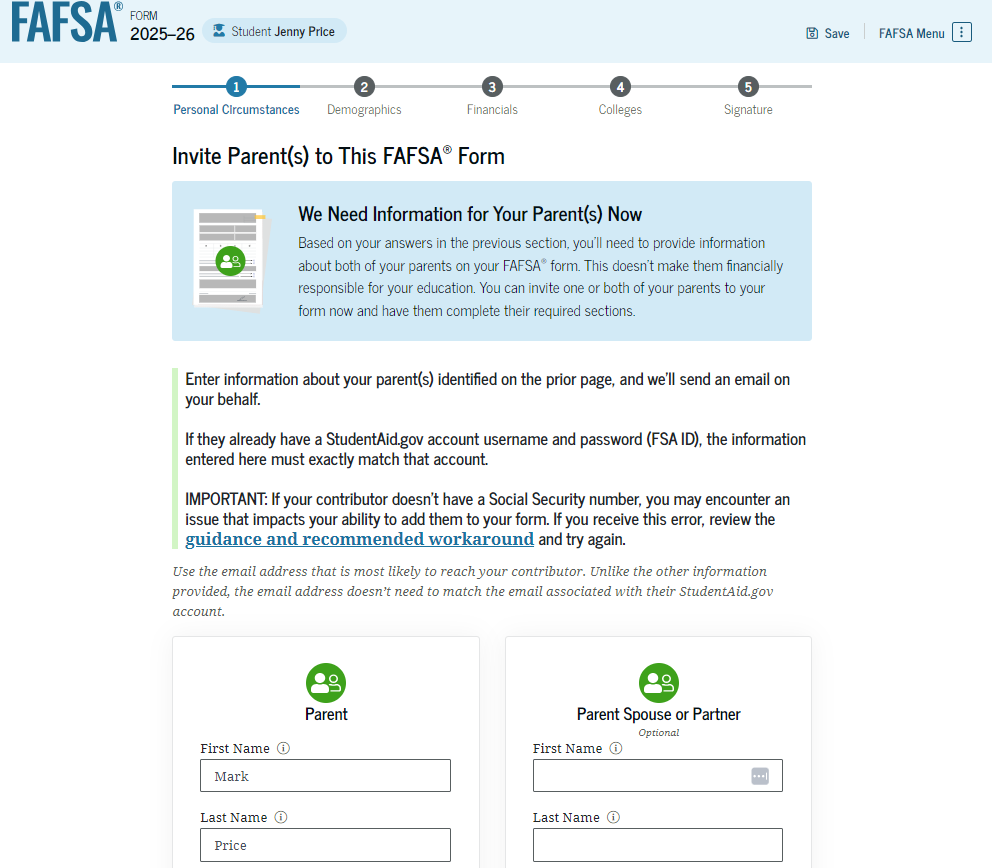 FAFSA® FORM 2025–26 Student Jenny Price Save FAFSA Menu
1 2 3 4 5
Personal CIrcumstances Demographics Financials Colleges Signature
Invite Parent(s) to This FAFSA® Form
We Need Information for Your Parent(s) Now
Based on your answers in the previous section, you'll need to provide information
about both of your parents on your FAFSA® form. This doesn't make them financially
responsible for your education. You can invite one or both of your parents to your
form now and have them complete their required sections.
Enter information about your parent(s) identified on the prior page, and we'll send an email on
your behalf.
If they already have a StudentAid.gov account username and password (FSA ID), the information
entered here must exactly match that account.
IMPORTANT: If your contributor doesn't have a Social Security number, you may encounter an
issue that impacts your ability to add them to your form. If you receive this error, review the
guidance and recommended workaround and try again.
Use the email address that is most likely to reach your contributor. Unlike the other information
provided, the email address doesn't need to match the email associated with their StudentAid.gov
account.
Parent
First Name
Mark
Last Name
Price
Parent Spouse or Partner
Optional
First Name
Last Name